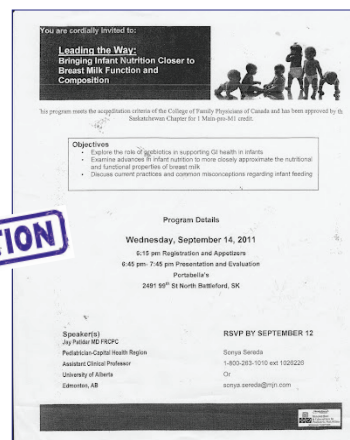 You are cordially invited to:
Leading the Way:
Bringing Infant Nutrition Closer to
Breast Milk Function and
Composition
This program meets the accreditation criteria of the College of Family Physicians of Canada and has been approved by th
Saskatchewan Chapter for 1 Main-pro-M1 credit.
Objectives
• Explore the role of prebiotics in supporting GI health in infants
• Examine advances in infant nutrition to more closely approximate the nutritional
and functional properties of breast milk
• Discuss current practices and common misconceptions regarding infant feeding
TION
Program Details
Wednesday, September 14, 2011
6:15 pm Registration and Appetizers
6:45 pm- 7:45 pm Presentation and Evaluation
Portabella's
2491 99th St North Battleford, SK
Speaker(s)
Jay Patidar MD FRCPC
Pediatrician-Capital Health Region
Assistant Clinical Professor
University of Alberta
Edmonton, AB
RSVP BY SEPTEMBER 12
Sonya Sereda
1-800-263-1010 ext 1020220
Or
sonya.sereda@mjn.com